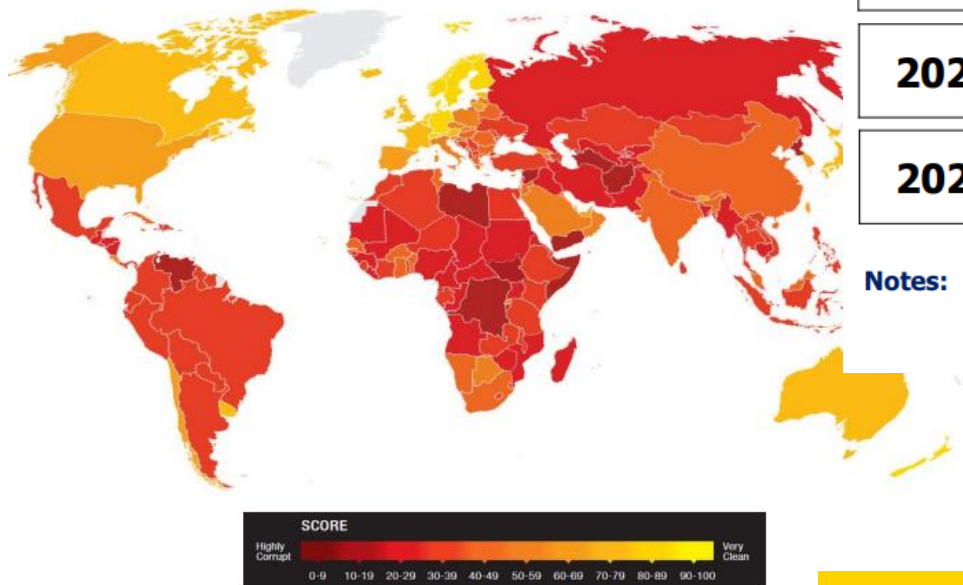 202
202
Notes:
SCORE
Highly Corrupt
Very Clean
0-9 10-19 20-29 30-39 40-49 50-59 60-69 70-79 80-89 90-100